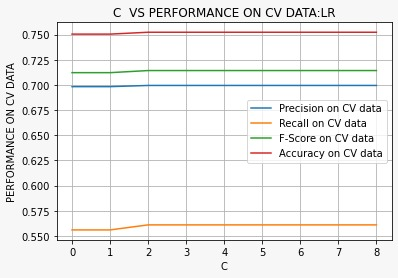 C  VS PERFORMANCE ON CV DATA:LR
PERFORMANCE ON CV DATA
0.750
0.725
0.700
0.675
0.650
0.625
0.600
0.575
0.550
Precision on CV data
Recall on CV data
F-Score on CV data
Accuracy on CV data
0 1 2 3 4 5 6 7 8
C